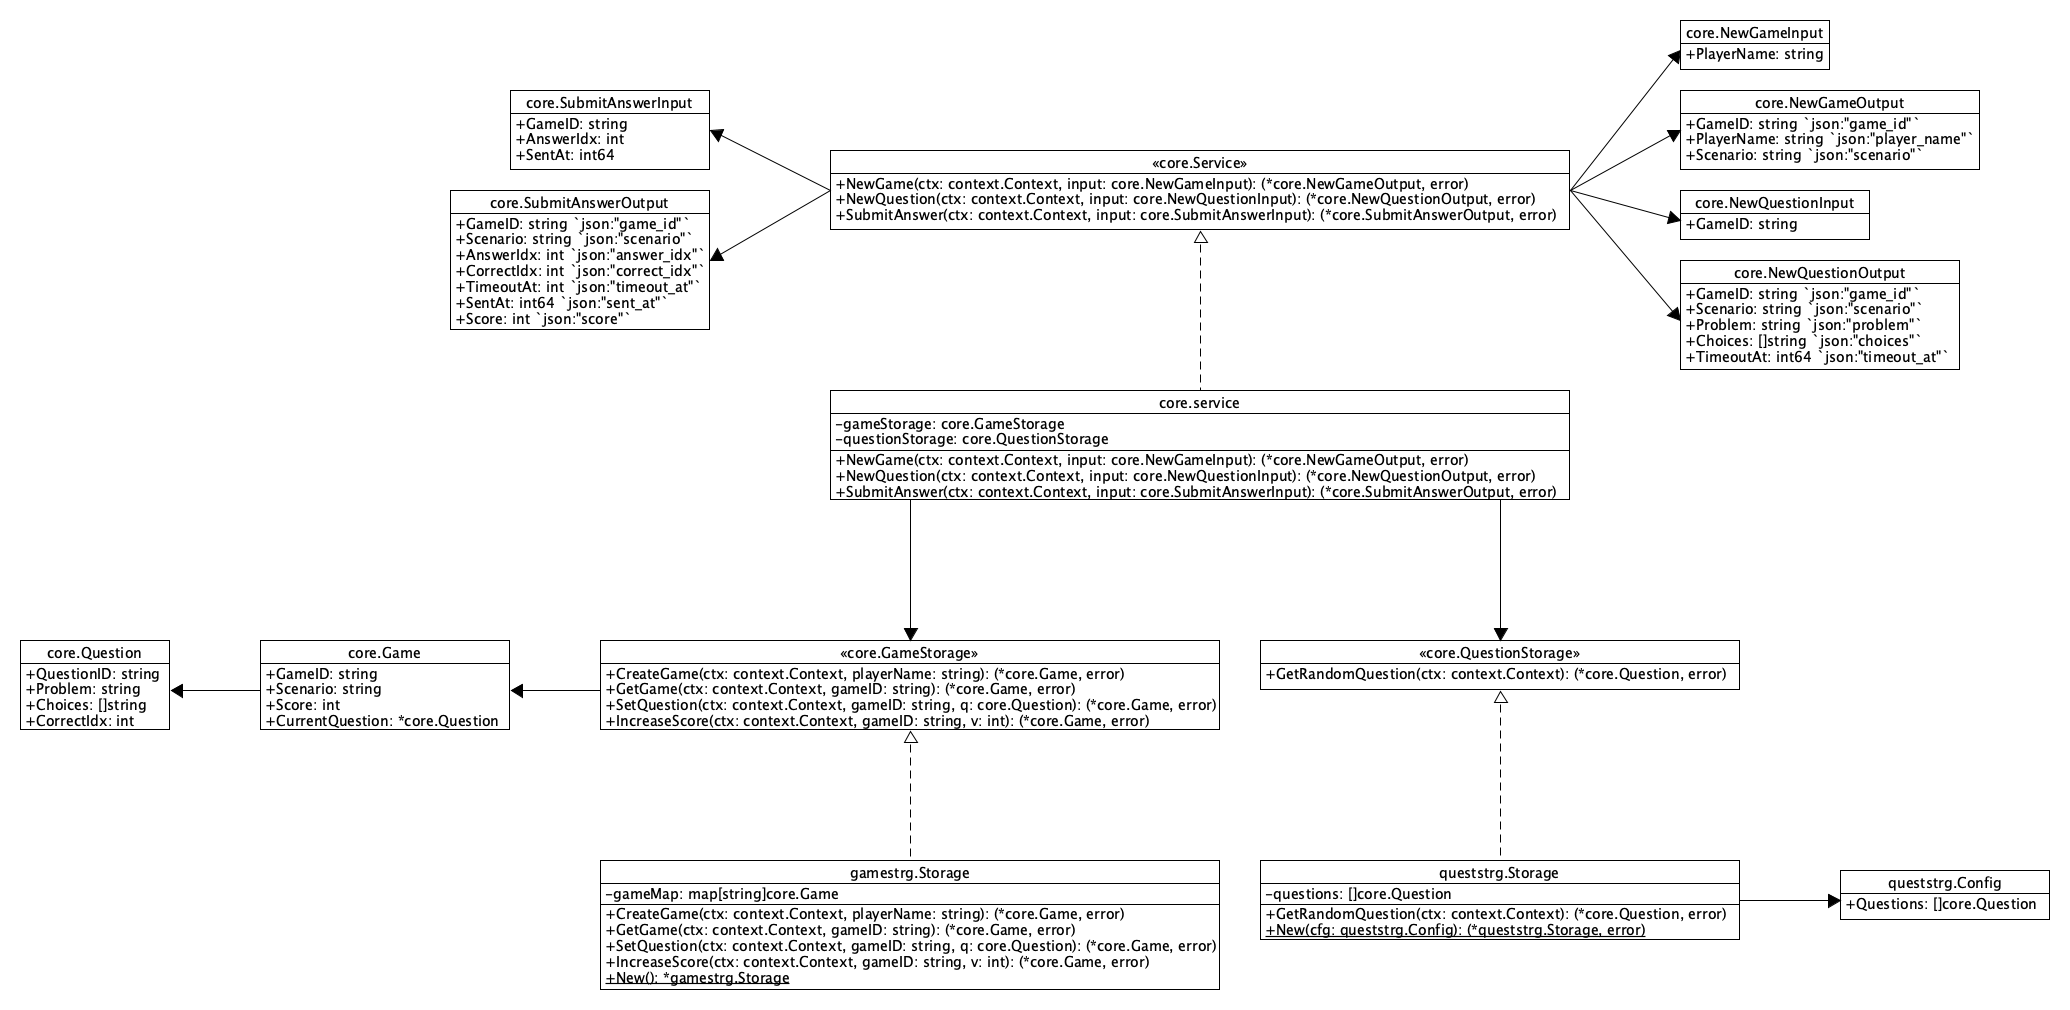 core.NewGameInput
+PlayerName: string
core.SubmitAnswerInput
+GameID: string
+AnswerIdx: int
+SentAt: int64
core.NewGameOutput
+GameID: string `json:"game_id"`
+PlayerName: string `json:"player_name"`
+Scenario: string `json:"scenario"`
«core.Service»
+NewGame(ctx: context.Context, input: core.NewGameInput): (*core.NewGameOutput, error)
+NewQuestion(ctx: context.Context, input: core.NewQuestionInput): (*core.NewQuestionOutput, error)
+SubmitAnswer(ctx: context.Context, input: core.SubmitAnswerInput): (*core.SubmitAnswerOutput, error)
core.SubmitAnswerOutput
+GameID: string `json:"game_id"`
+Scenario: string `json:"scenario"`
+AnswerIdx: int `json:"answer_idx"`
+CorrectIdx: int `json:"correct_idx"`
+TimeoutAt: int `json:"timeout_at"`
+SentAt: int64 `json:"sent_at"`
+Score: int `json:"score"`
core.NewQuestionInput
+GameID: string
core.NewQuestionOutput
+GameID: string `json:"game_id"`
+Scenario: string `json:"scenario"`
+Problem: string `json:"problem"`
+Choices: []string `json:"choices"`
+TimeoutAt: int64 `json:"timeout_at"`
core.service
-gameStorage: core.GameStorage
-questionStorage: core.QuestionStorage
+NewGame(ctx: context.Context, input: core.NewGameInput): (*core.NewGameOutput, error)
+NewQuestion(ctx: context.Context, input: core.NewQuestionInput): (*core.NewQuestionOutput, error)
+SubmitAnswer(ctx: context.Context, input: core.SubmitAnswerInput): (*core.SubmitAnswerOutput, error)
core.Question
+QuestionID: string
+Problem: string
+Choices: []string
+CorrectIdx: int
core.Game
+GameID: string
+Scenario: string
+Score: int
+CurrentQuestion: *core.Question
«core.GameStorage»
+CreateGame(ctx: context.Context, playerName: string): (*core.Game, error)
+GetGame(ctx: context.Context, gameID: string): (*core.Game, error)
+SetQuestion(ctx: context.Context, gameID: string, q: core.Question): (*core.Game, error)
+IncreaseScore(ctx: context.Context, gameID: string, v: int): (*core.Game, error)
«core.QuestionStorage»
+GetRandomQuestion(ctx: context.Context): (*core.Question, error)
gamestrg.Storage
-gameMap: map[string]core.Game
+CreateGame(ctx: context.Context, playerName: string): (*core.Game, error)
+GetGame(ctx: context.Context, gameID: string): (*core.Game, error)
+SetQuestion(ctx: context.Context, gameID: string, q: core.Question): (*core.Game, error)
+IncreaseScore(ctx: context.Context, gameID: string, v: int): (*core.Game, error)
+New(): *gamestrg.Storage
queststrg.Storage
-questions: []core.Question
+GetRandomQuestion(ctx: context.Context): (*core.Question, error)
+New(cfg: queststrg.Config): (*queststrg.Storage, error)
queststrg.Config
+Questions: []core.Question